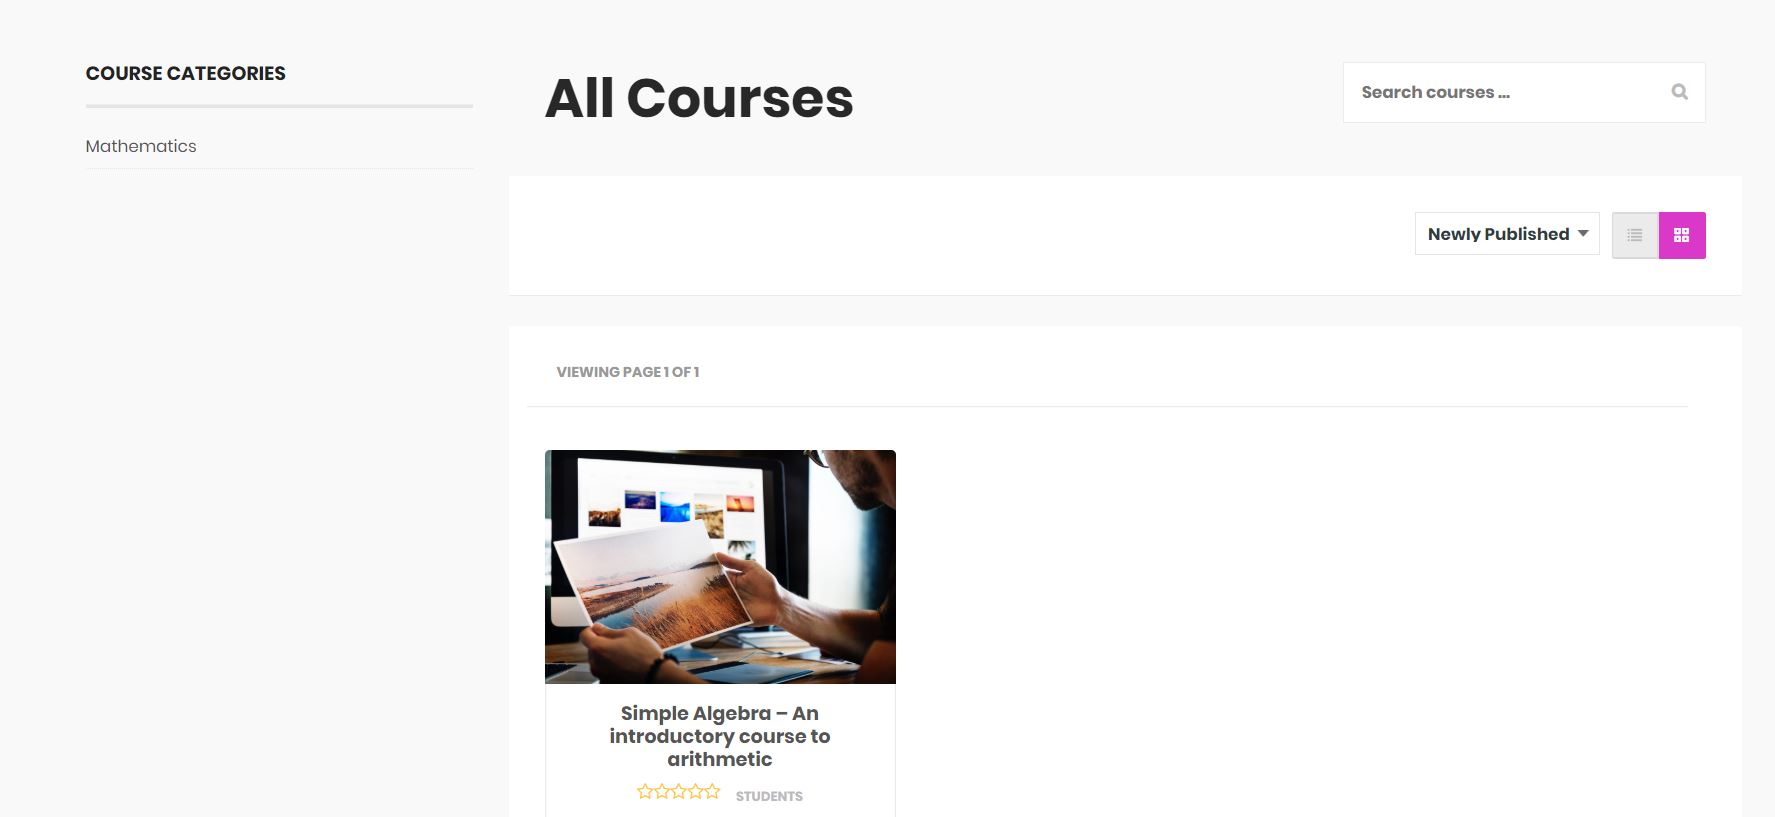 COURSE CATEGORIES
Mathematics
All Courses
Search courses ...
Newly Published
VIEWING PAGE 1 OF 1
Simple Algebra – An
introductory course to
arithmetic
STUDENTS